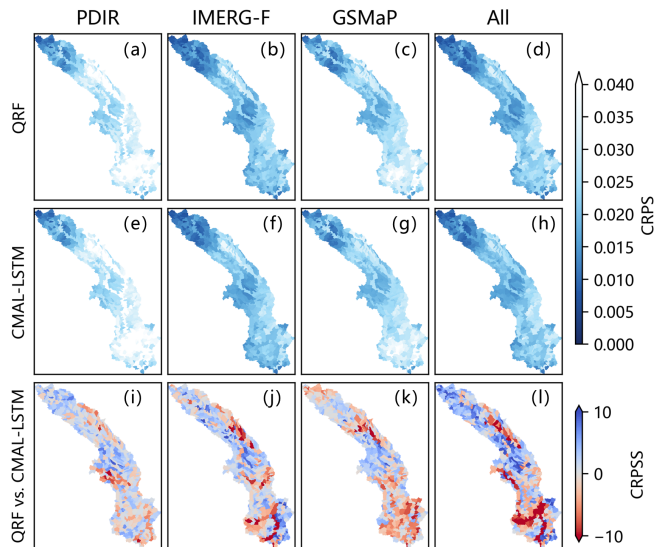 PDIR IMERG-F GSMaP All
QRF (a) (b) (c) (d)
CMAL-LSTM (e) (f) (g) (h)
QRF vs. CMAL-LSTM (i) (j) (k) (l)
0.040
0.035
0.030
0.025
0.020
0.015
0.010
0.005
0.000
CRPS
10
0
−10
CRPSS